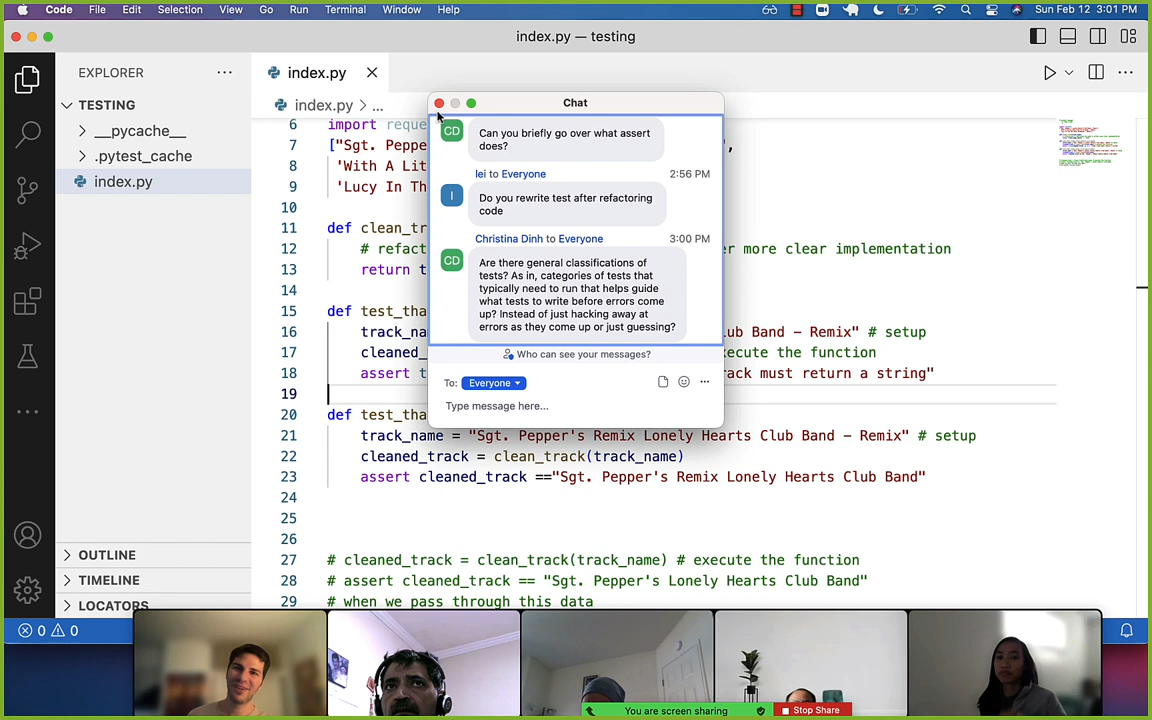 Code File Edit Selection View Go Run Terminal Window Help Sun Feb 12 3:01 PM
index.py — testing
EXPLORER
index.py
TESTING
index.py > ...
__pycache__
.pytest_cache
index.py
6 import reque
7 ["Sgt. Peppe ",
8 'With A Lit
9 'Lucy In Th
10
11 def clean_tr
12 # refact er more clear implementation
13 return t
14
15 def test_tha
16 track_na ub Band – Remix" # setup
17 cleaned_ xecute the function
18 assert t rack must return a string"
19
20 def test_tha
21 track_name = "Sgt. Pepper's Remix Lonely Hearts Club Band – Remix" # setup
22 cleaned_track = clean_track(track_name)
23 assert cleaned_track =="Sgt. Pepper's Remix Lonely Hearts Club Band"
24
25
26
27 # cleaned_track = clean_track(track_name) # execute the function
28 # assert cleaned_track == "Sgt. Pepper's Lonely Hearts Club Band"
29 # when we pass through this data
Chat
CD
Can you briefly go over what assert
does?
lei to Everyone 2:56 PM
l
Do you rewrite test after refactoring
code
Christina Dinh to Everyone 3:00 PM
CD
Are there general classifications of
tests? As in, categories of tests that
typically need to run that helps guide
what tests to write before errors come
up? Instead of just hacking away at
errors as they come up or just guessing?
Who can see your messages?
To: Everyone
Type message here...
OUTLINE
TIMELINE
LOCATORS
0 0
You are screen sharing Stop Share